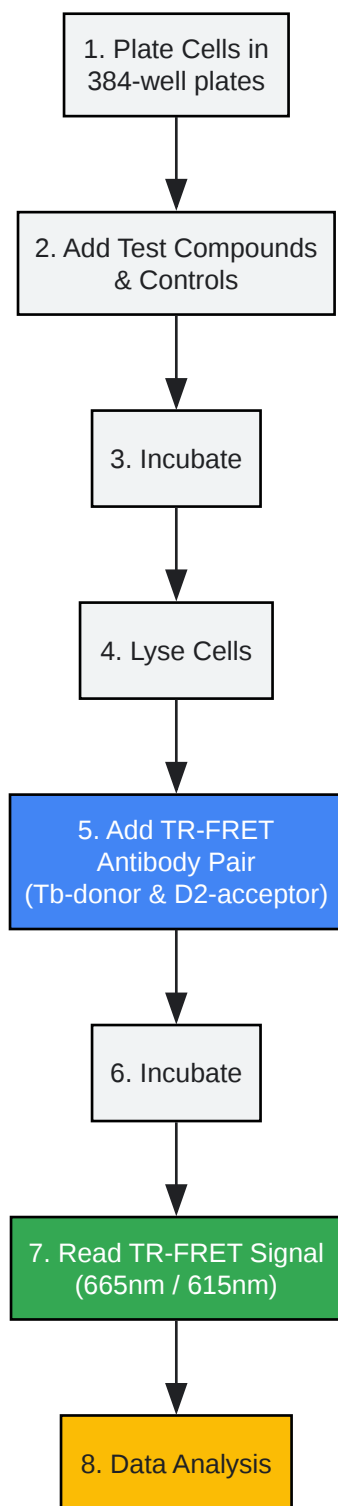 1. Plate Cells in
384-well plates
2. Add Test Compounds
& Controls
3. Incubate
4. Lyse Cells
5. Add TR-FRET
Antibody Pair
(Tb-donor & D2-acceptor)
6. Incubate
7. Read TR-FRET Signal
(665nm / 615nm)
8. Data Analysis